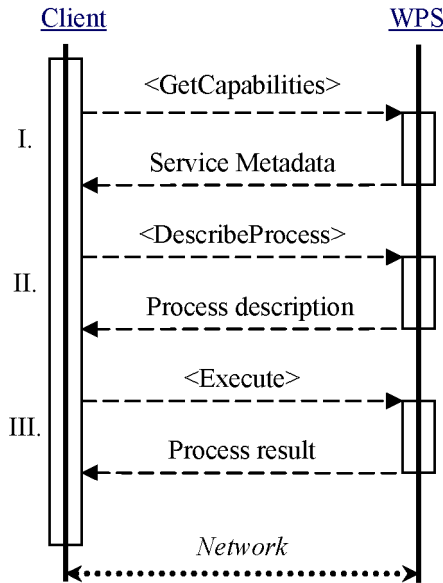 Client WPS
<GetCapabilities>
I.
Service Metadata
<DescribeProcess>
II.
Process description
<Execute>
III.
Process result
Network